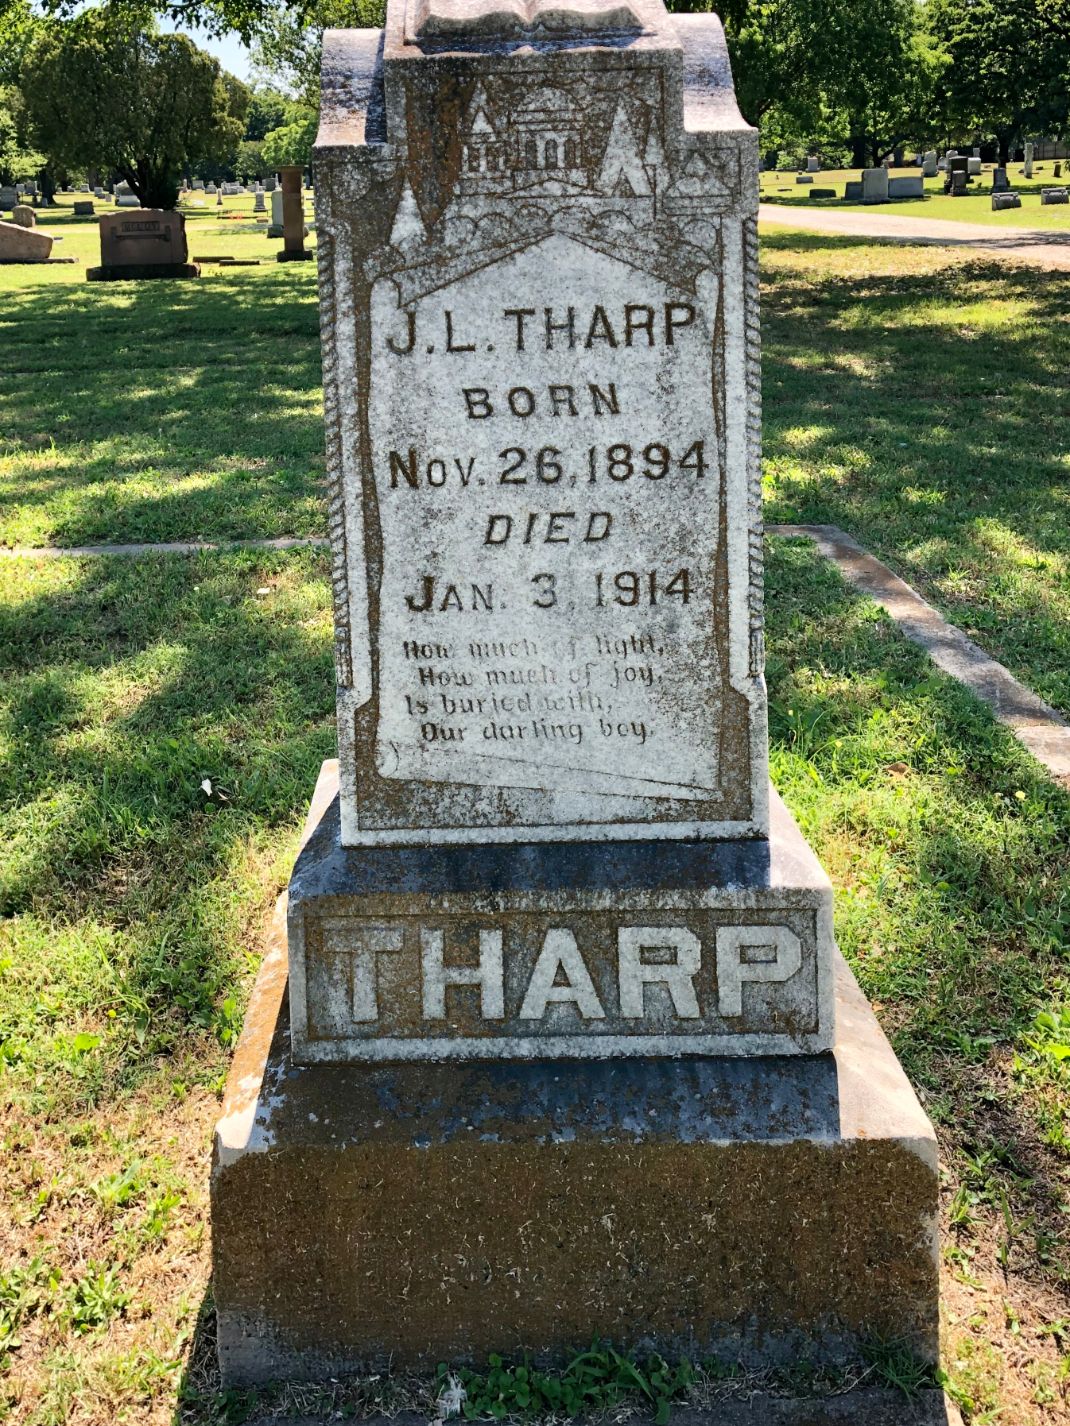 J. L. THARP
BORN
NOV. 26, 1894
DIED
JAN. 3, 1914
How much of light,
How much of joy,
Is buried with,
Our darling boy.
THARP